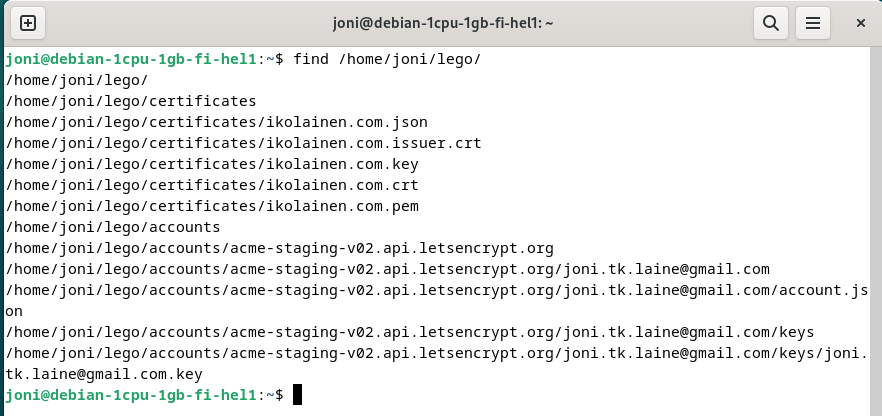 joni@debian-1cpu-1gb-fi-hel1: ~
joni@debian-1cpu-1gb-fi-hel1:~$ find /home/joni/lego/
/home/joni/lego/
/home/joni/lego/certificates
/home/joni/lego/certificates/ikolainen.com.json
/home/joni/lego/certificates/ikolainen.com.issuer.crt
/home/joni/lego/certificates/ikolainen.com.key
/home/joni/lego/certificates/ikolainen.com.crt
/home/joni/lego/certificates/ikolainen.com.pem
/home/joni/lego/accounts
/home/joni/lego/accounts/acme-staging-v02.api.letsencrypt.org
/home/joni/lego/accounts/acme-staging-v02.api.letsencrypt.org/joni.tk.laine@gmail.com
/home/joni/lego/accounts/acme-staging-v02.api.letsencrypt.org/joni.tk.laine@gmail.com/account.js
on
/home/joni/lego/accounts/acme-staging-v02.api.letsencrypt.org/joni.tk.laine@gmail.com/keys
/home/joni/lego/accounts/acme-staging-v02.api.letsencrypt.org/joni.tk.laine@gmail.com/keys/joni.
tk.laine@gmail.com.key
joni@debian-1cpu-1gb-fi-hel1:~$